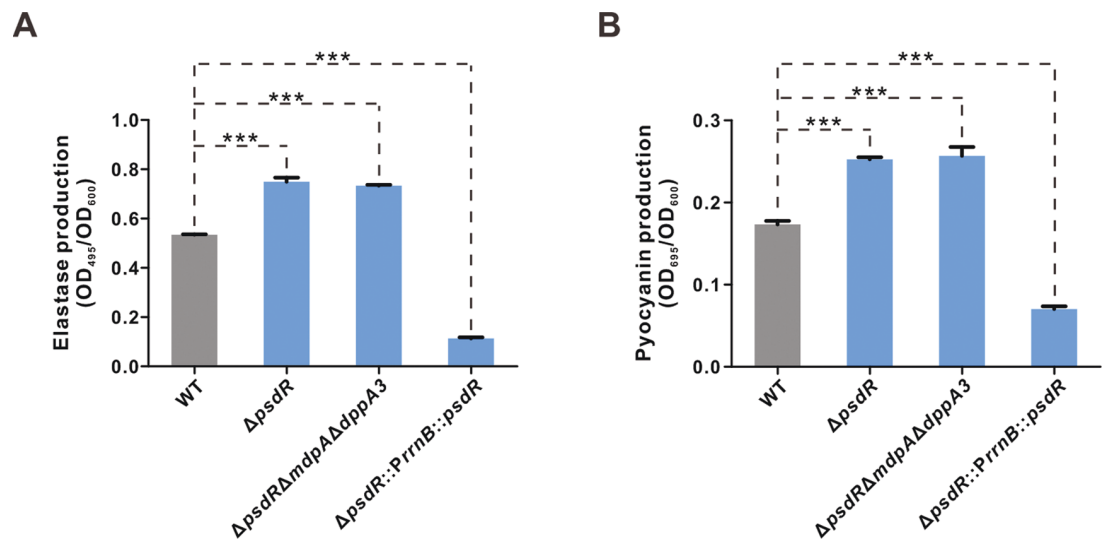 A
Elastase production
(OD495/OD600)
1.0
0.8
0.6
0.4
0.2
0.0
***
***
***
WT
ΔpsdR
ΔpsdRΔmdpAΔdppA3
ΔpsdR::PrrnB::psdR
B
Pyocyanin production
(OD695/OD600)
0.3
0.2
0.1
0.0
***
***
***
WT
ΔpsdR
ΔpsdRΔmdpAΔdppA3
ΔpsdR::PrrnB::psdR